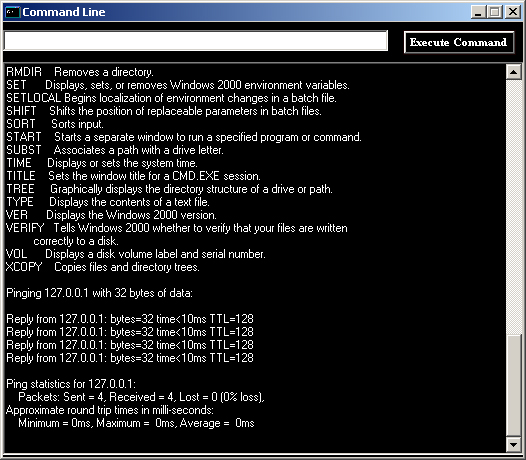 Command Line
Execute Command
RMDIR Removes a directory.
SET Displays, sets, or removes Windows 2000 environment variables.
SETLOCAL Begins localization of environment changes in a batch file.
SHIFT Shifts the position of replaceable parameters in batch files.
SORT Sorts input.
START Starts a separate window to run a specified program or command.
SUBST Associates a path with a drive letter.
TIME Displays or sets the system time.
TITLE Sets the window title for a CMD.EXE session.
TREE Graphically displays the directory structure of a drive or path.
TYPE Displays the contents of a text file.
VER Displays the Windows 2000 version.
VERIFY Tells Windows 2000 whether to verify that your files are written
correctly to a disk.
VOL Displays a disk volume label and serial number.
XCOPY Copies files and directory trees.
Pinging 127.0.0.1 with 32 bytes of data:
Reply from 127.0.0.1: bytes=32 time<10ms TTL=128
Reply from 127.0.0.1: bytes=32 time<10ms TTL=128
Reply from 127.0.0.1: bytes=32 time<10ms TTL=128
Reply from 127.0.0.1: bytes=32 time<10ms TTL=128
Ping statistics for 127.0.0.1:
Packets: Sent = 4, Received = 4, Lost = 0 (0% loss),
Approximate round trip times in milli-seconds:
Minimum = 0ms, Maximum = 0ms, Average = 0ms